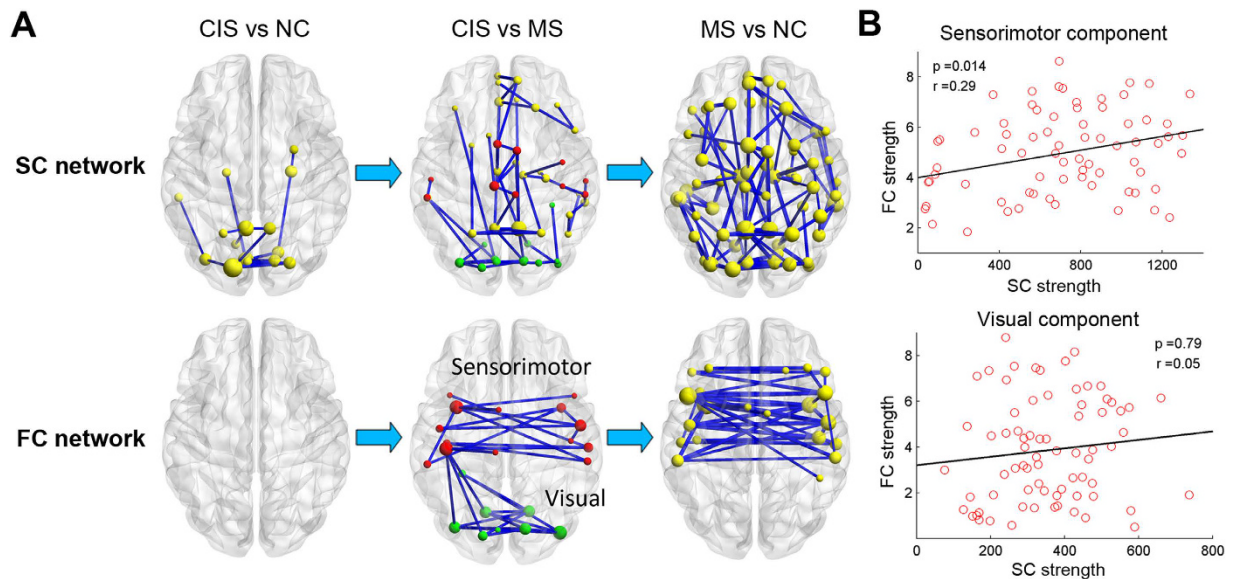 A
CIS vs NC
CIS vs MS
MS vs NC
SC network
FC network
Sensorimotor
Visual
B
Sensorimotor component
p =0.014
r =0.29
8
6
4
2
FC strength
0
400
800
1200
SC strength
Visual component
p =0.79
r =0.05
8
6
4
2
FC strength
0
200
400
600
800
SC strength